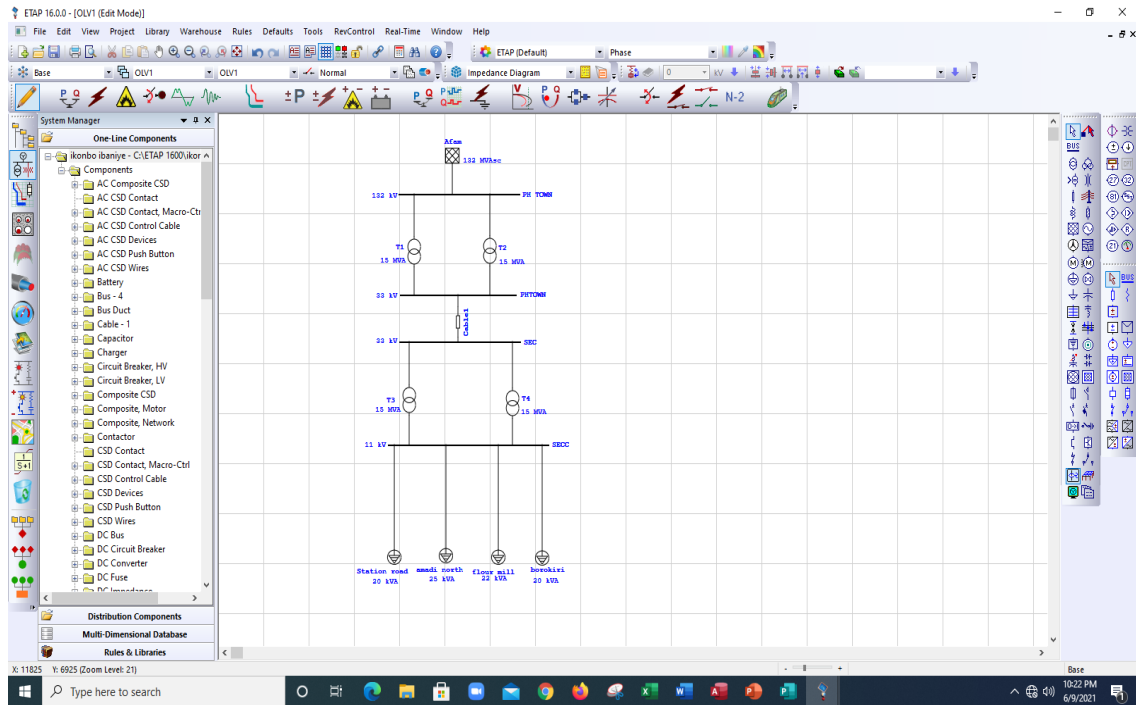 ETAP 16.0.0 - [OLV1 (Edit Mode)]
File Edit View Project Library Warehouse Rules Defaults Tools RevControl Real-Time Window Help
ETAP (Default) Phase
Base OLV1 OLV1 Normal Impedance Diagram 0 kV
N-2
System Manager
One-Line Components
ikonbo ibaniye - C:\ETAP 1600\ikor
Components
AC Composite CSD
AC CSD Contact
AC CSD Contact, Macro-Ctr
AC CSD Control Cable
AC CSD Devices
AC CSD Push Button
AC CSD Wires
Battery
Bus - 4
Bus Duct
Cable - 1
Capacitor
Charger
Circuit Breaker, HV
Circuit Breaker, LV
Composite CSD
Composite, Motor
Composite, Network
Contactor
CSD Contact
CSD Contact, Macro-Ctrl
CSD Control Cable
CSD Devices
CSD Push Button
CSD Wires
DC Bus
DC Circuit Breaker
DC Converter
DC Fuse
DC Impedance
Distribution Components
Multi-Dimensional Database
Rules & Libraries
Afam
132 MVAsc
132 kV PH TOWN
T1 T2
15 MVA 15 MVA
33 kV PHTOWN
Cable1
33 kV SEC
T3 T4
15 MVA 15 MVA
11 kV SECC
Station road amadi north flour mill borokiri
20 kVA 25 kVA 22 kVA 20 kVA
BUS
BUS
X: 11825 Y: 6925 (Zoom Level: 21) Base
Type here to search
10:22 PM
6/9/2021